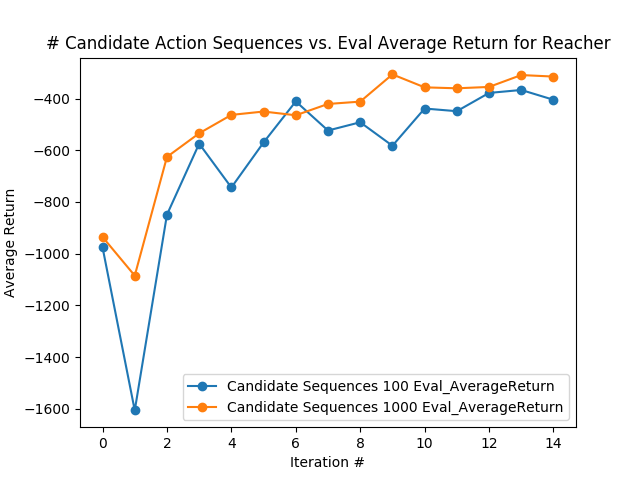 # Candidate Action Sequences vs. Eval Average Return for Reacher
−400
−600
−800
−1000
−1200
−1400
−1600
Average Return
Candidate Sequences 100 Eval_AverageReturn
Candidate Sequences 1000 Eval_AverageReturn
0 2 4 6 8 10 12 14
Iteration #